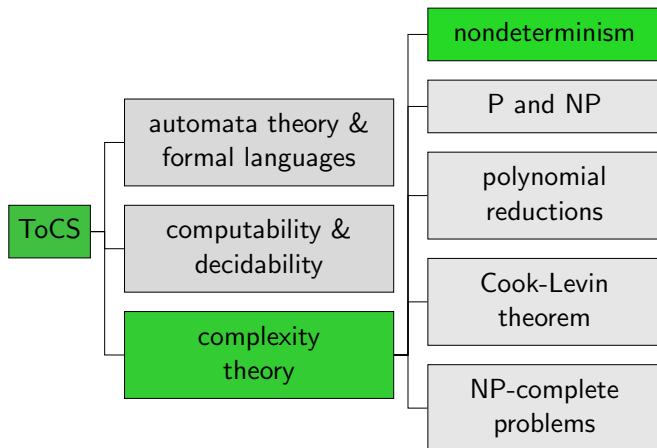 ToCS
automata theory &
formal languages
computability &
decidability
complexity
theory
nondeterminism
P and NP
polynomial
reductions
Cook-Levin
theorem
NP-complete
problems